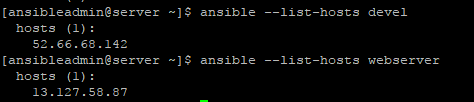 [ansibleadmin@server ~]$ ansible --list-hosts devel
hosts (1):
52.66.68.142
[ansibleadmin@server ~]$ ansible --list-hosts webserver
hosts (1):
13.127.58.87